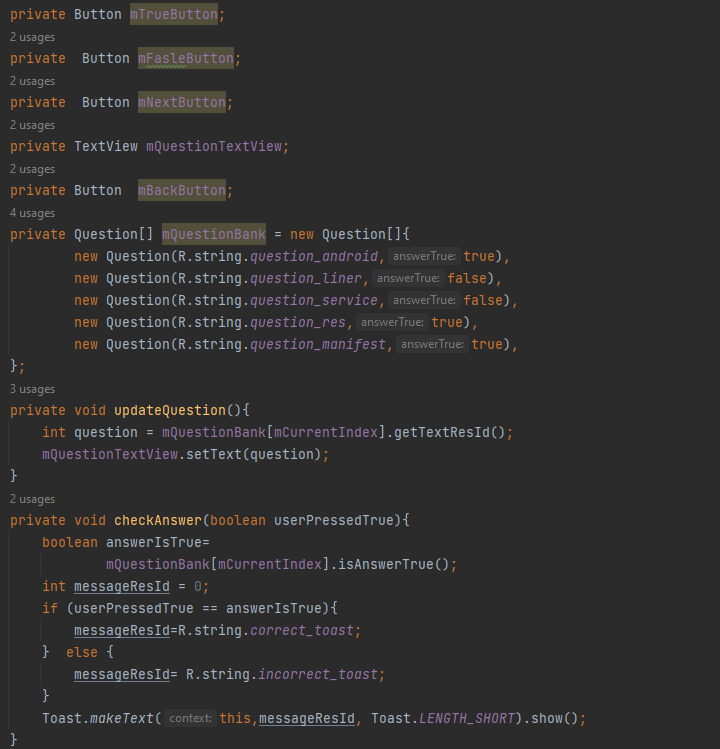 private Button mTrueButton;
2 usages
private  Button mFasleButton;
2 usages
private  Button mNextButton;
2 usages
private TextView mQuestionTextView;
2 usages
private Button  mBackButton;
4 usages
private Question[] mQuestionBank = new Question[]{
        new Question(R.string.question_android, answerTrue: true),
        new Question(R.string.question_liner, answerTrue: false),
        new Question(R.string.question_service, answerTrue: false),
        new Question(R.string.question_res, answerTrue: true),
        new Question(R.string.question_manifest, answerTrue: true),
};
3 usages
private void updateQuestion(){
    int question = mQuestionBank[mCurrentIndex].getTextResId();
    mQuestionTextView.setText(question);
}
2 usages
private void checkAnswer(boolean userPressedTrue){
    boolean answerIsTrue=
            mQuestionBank[mCurrentIndex].isAnswerTrue();
    int messageResId = 0;
    if (userPressedTrue == answerIsTrue){
        messageResId=R.string.correct_toast;
    }  else {
        messageResId= R.string.incorrect_toast;
    }
    Toast.makeText( context: this,messageResId, Toast.LENGTH_SHORT).show();
}